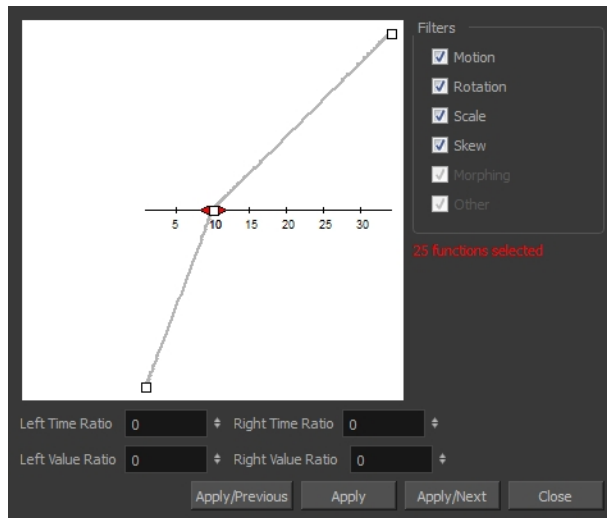 Filters
Motion
Rotation
Scale
Skew
Morphing
Other
5 10 15 20 25 30
25 functions selected
Left Time Ratio 0 Right Time Ratio 0
Left Value Ratio 0 Right Value Ratio 0
Apply/Previous Apply Apply/Next Close